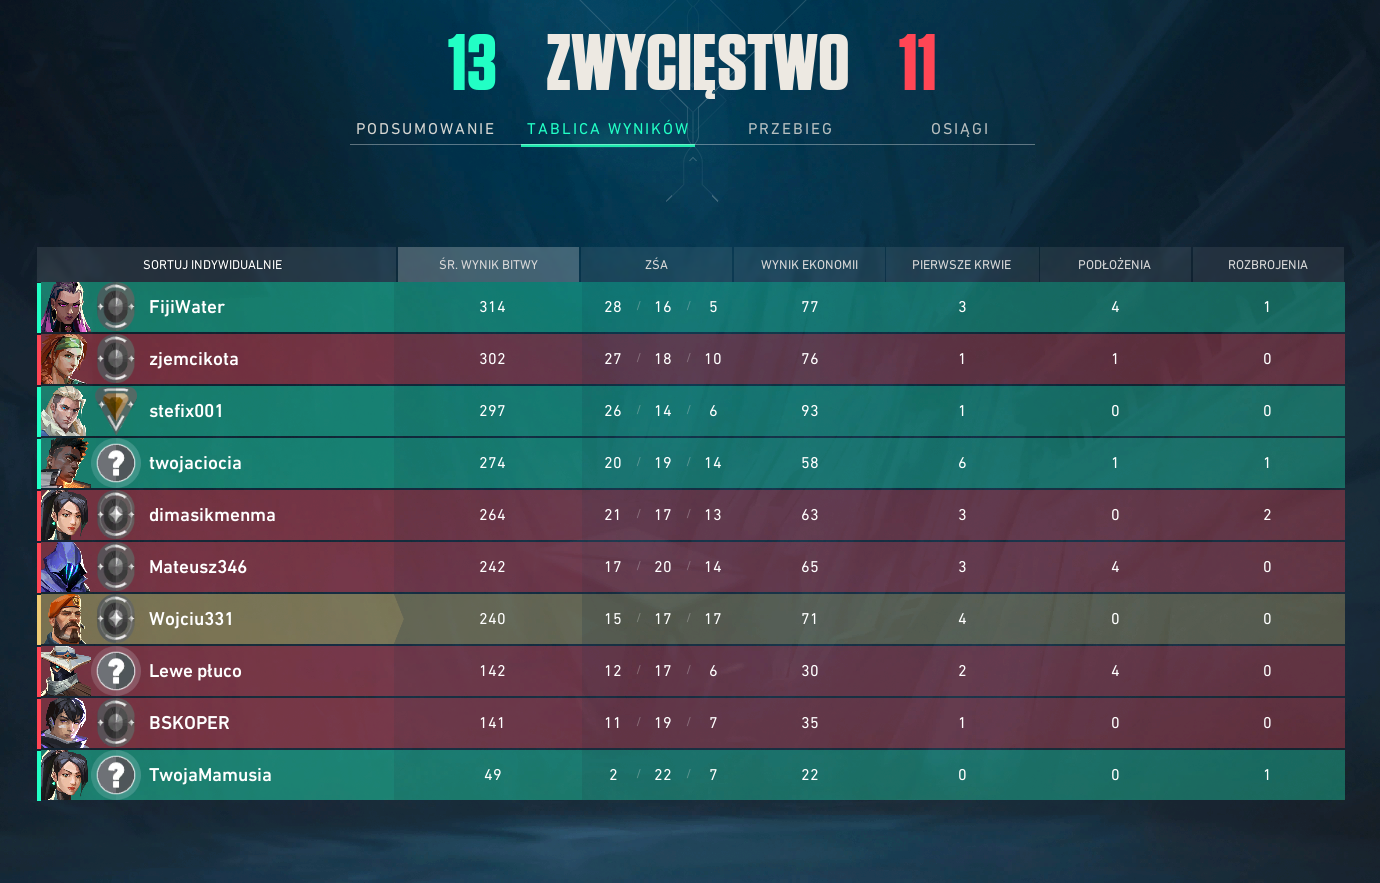 13 ZWYCIĘSTWO 11
PODSUMOWANIE TABLICA WYNIKÓW PRZEBIEG OSIĄGI
SORTUJ INDYWIDUALNIE ŚR. WYNIK BITWY ZŚA WYNIK EKONOMII PIERWSZE KRWIE PODŁOŻENIA ROZBROJENIA
FijiWater 314 28 / 16 / 5 77 3 4 1
zjemcikota 302 27 / 18 / 10 76 1 1 0
stefix001 297 26 / 14 / 6 93 1 0 0
? twojaciocia 274 20 / 19 / 14 58 6 1 1
dimasikmenma 264 21 / 17 / 13 63 3 0 2
Mateusz346 242 17 / 20 / 14 65 3 4 0
Wojciu331 240 15 / 17 / 17 71 4 0 0
? Lewe płuco 142 12 / 17 / 6 30 2 4 0
BSKOPER 141 11 / 19 / 7 35 1 0 0
? TwojaMamusia 49 2 / 22 / 7 22 0 0 1